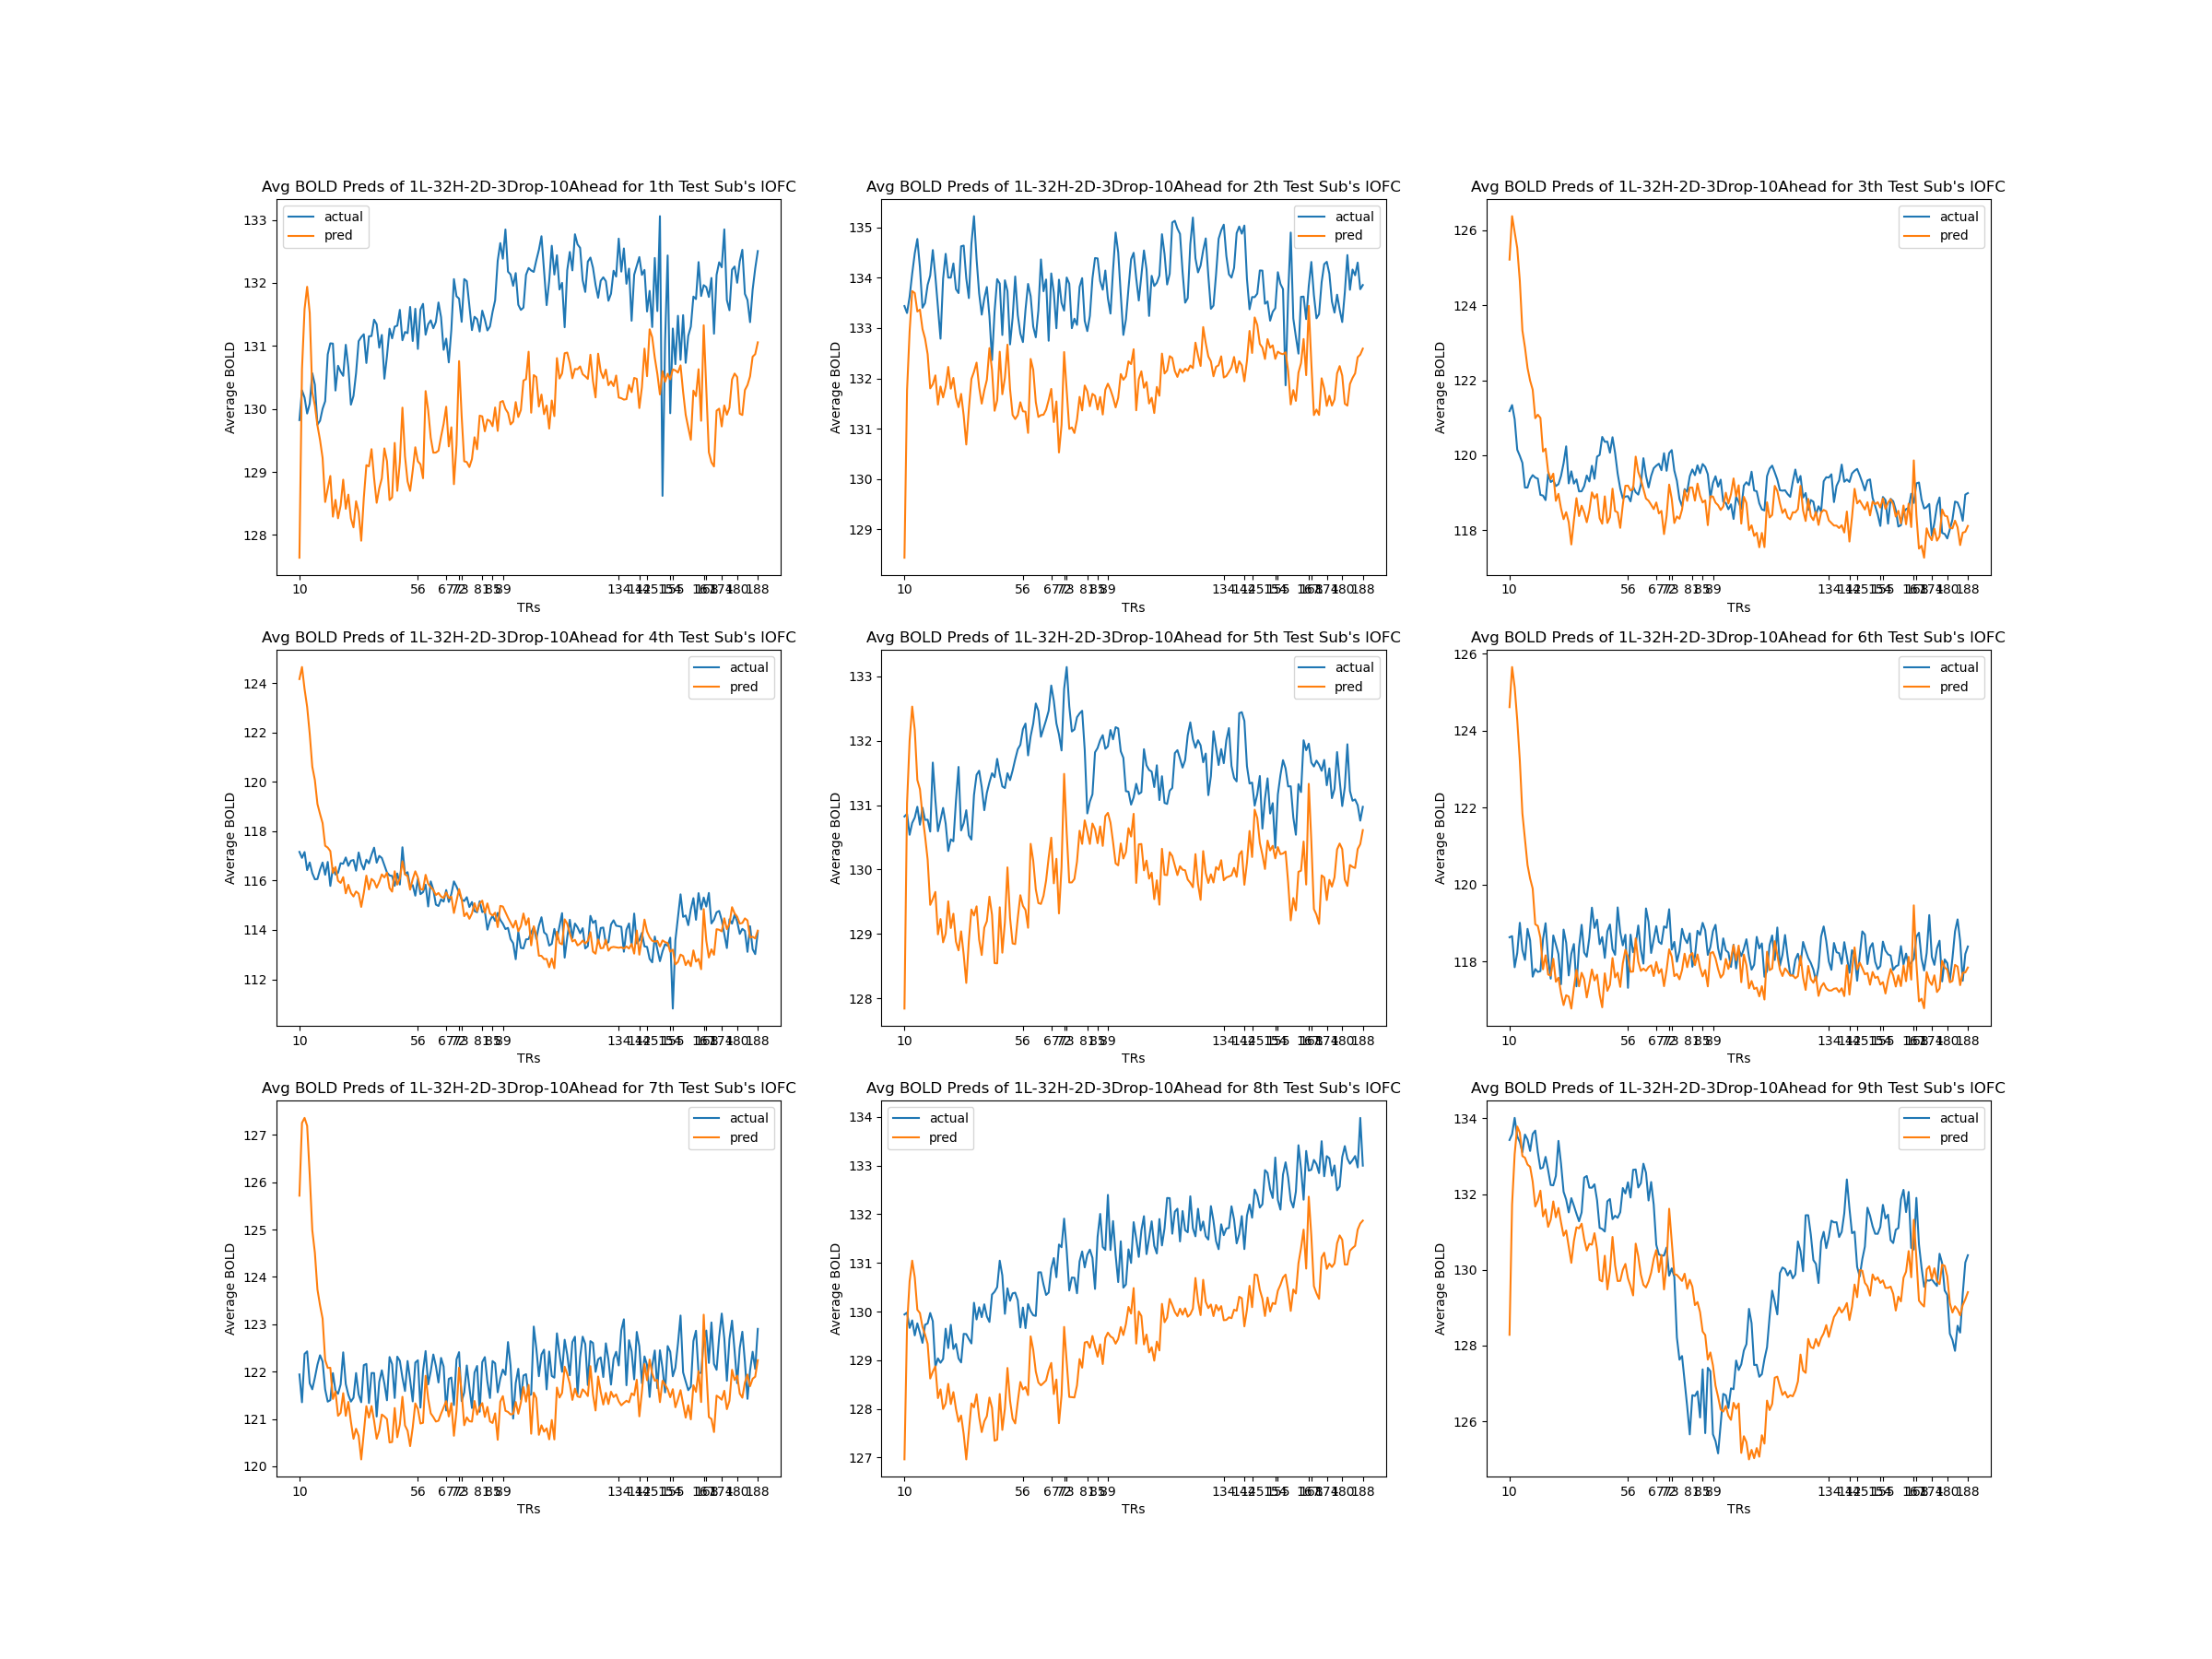 Avg BOLD Preds of 1L-32H-2D-3Drop-10Ahead for 1th Test Sub's lOFC
actual
pred
133
132
131
130
129
128
Average BOLD
10 56 89
TRs
Avg BOLD Preds of 1L-32H-2D-3Drop-10Ahead for 2th Test Sub's lOFC
actual
pred
135
134
133
132
131
130
129
Average BOLD
10 56
TRs
Avg BOLD Preds of 1L-32H-2D-3Drop-10Ahead for 3th Test Sub's lOFC
actual
pred
126
124
122
120
118
Average BOLD
10 56
TRs
Avg BOLD Preds of 1L-32H-2D-3Drop-10Ahead for 4th Test Sub's lOFC
actual
pred
124
122
120
118
116
114
112
Average BOLD
10 56
TRs
Avg BOLD Preds of 1L-32H-2D-3Drop-10Ahead for 5th Test Sub's lOFC
actual
pred
133
132
131
130
129
128
Average BOLD
10 56
TRs
Avg BOLD Preds of 1L-32H-2D-3Drop-10Ahead for 6th Test Sub's lOFC
actual
pred
126
124
122
120
118
Average BOLD
10 56
TRs
Avg BOLD Preds of 1L-32H-2D-3Drop-10Ahead for 7th Test Sub's lOFC
actual
pred
127
126
125
124
123
122
121
120
Average BOLD
10 56
TRs
Avg BOLD Preds of 1L-32H-2D-3Drop-10Ahead for 8th Test Sub's lOFC
actual
pred
134
133
132
131
130
129
128
127
Average BOLD
10 56
TRs
Avg BOLD Preds of 1L-32H-2D-3Drop-10Ahead for 9th Test Sub's lOFC
actual
pred
134
132
130
128
126
Average BOLD
10 56
TRs